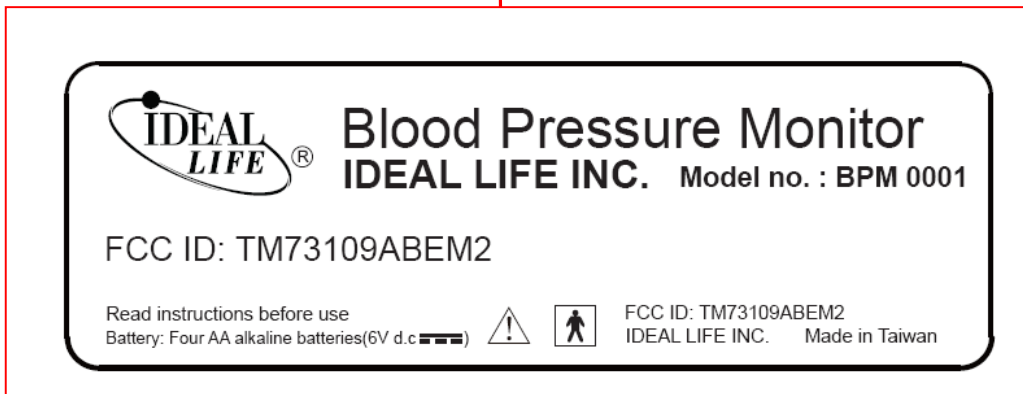 IDEAL
LIFE ®
Blood Pressure Monitor
IDEAL LIFE INC. Model no. : BPM 0001
FCC ID: TM73109ABEM2
Read instructions before use
Battery: Four AA alkaline batteries(6V d.c )
FCC ID: TM73109ABEM2
IDEAL LIFE INC. Made in Taiwan